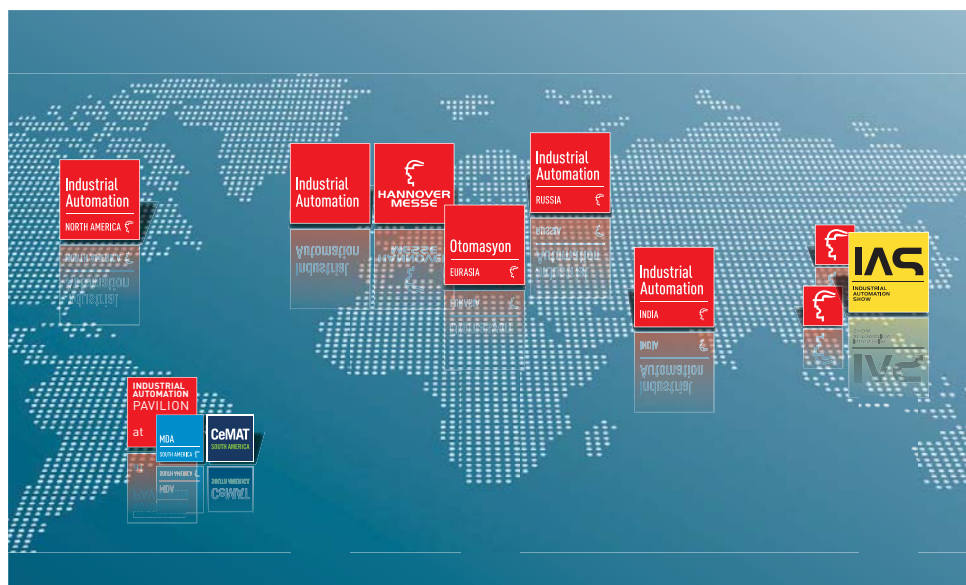 Industrial
Automation
NORTH AMERICA
Industrial
Automation
HANNOVER
MESSE
Otomasyon
EURASIA
Industrial
Automation
RUSSIA
Industrial
Automation
INDIA
IAS
INDUSTRIAL
AUTOMATION
SHOW
INDUSTRIAL
AUTOMATION
PAVILION
at
MDA
SOUTH AMERICA
CeMAT
SOUTH AMERICA